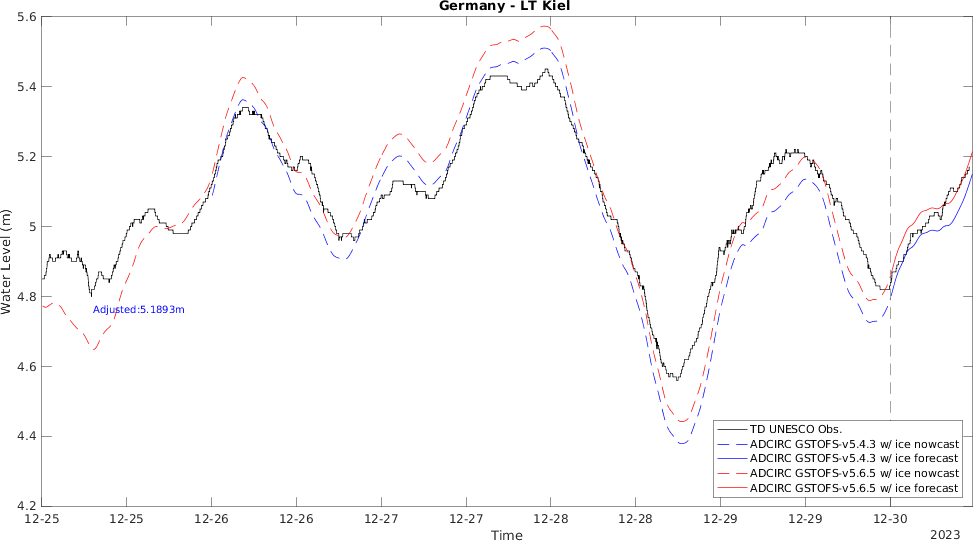 Germany - LT Kiel
5.6
5.4
5.2
5
4.8
4.6
4.4
4.2
Water Level (m)
Adjusted:5.1893m
TD UNESCO Obs.
ADCIRC GSTOFS-v5.4.3 w/ ice nowcast
ADCIRC GSTOFS-v5.4.3 w/ ice forecast
ADCIRC GSTOFS-v5.6.5 w/ ice nowcast
ADCIRC GSTOFS-v5.6.5 w/ ice forecast
12-25 12-25 12-26 12-26 12-27 12-27 12-28 12-28 12-29 12-29 12-30
Time
2023